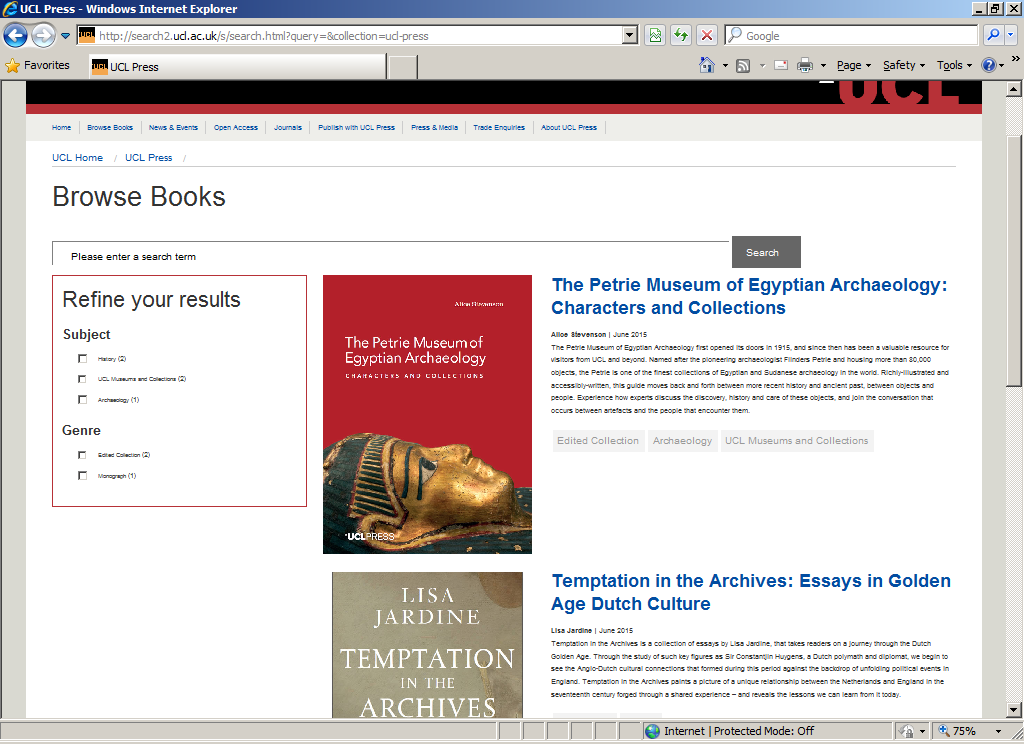 UCL Press - Windows Internet Explorer
http://search2.ucl.ac.uk/s/search.html?query=&collection=ucl-press
Google
Favorites
UCL Press
Page
Safety
Tools
UCL
Home
Browse Books
News & Events
Open Access
Journals
Publish with UCL Press
Press & Media
Trade Enquiries
About UCL Press
UCL Home / UCL Press /
Browse Books
Please enter a search term
Search
Refine your results
Subject
History (2)
UCL Museums and Collections (2)
Archaeology (1)
Genre
Edited Collection (2)
Monograph (1)
Alice Stevenson
The Petrie Museum of
Egyptian Archaeology
CHARACTERS AND COLLECTIONS
UCLPRESS
The Petrie Museum of Egyptian Archaeology:
Characters and Collections
Alice Stevenson | June 2015
The Petrie Museum of Egyptian Archaeology first opened its doors in 1915, and since then has been a valuable resource for
visitors from UCL and beyond. Named after the pioneering archaeologist Flinders Petrie and housing more than 80,000
objects, the Petrie is one of the finest collections of Egyptian and Sudanese archaeology in the world. Richly-illustrated and
accessibly-written, this guide moves back and forth between more recent history and ancient past, between objects and
people. Experience how experts discuss the discovery, history and care of these objects, and join the conversation that
occurs between artefacts and the people that encounter them.
Edited Collection
Archaeology
UCL Museums and Collections
LISA
JARDINE
TEMPTATION
IN THE
ARCHIVES
Temptation in the Archives: Essays in Golden
Age Dutch Culture
Lisa Jardine | June 2015
Temptation in the Archives is a collection of essays by Lisa Jardine, that takes readers on a journey through the Dutch
Golden Age. Through the study of such key figures as Sir Constantijn Huygens, a Dutch polymath and diplomat, we begin to
see the Anglo-Dutch cultural connections that formed during this period against the backdrop of unfolding political events in
England. Temptation in the Archives paints a picture of a unique relationship between the Netherlands and England in the
seventeenth century forged through a shared experience – and reveals the lessons we can learn from it today.
Internet | Protected Mode: Off
75%